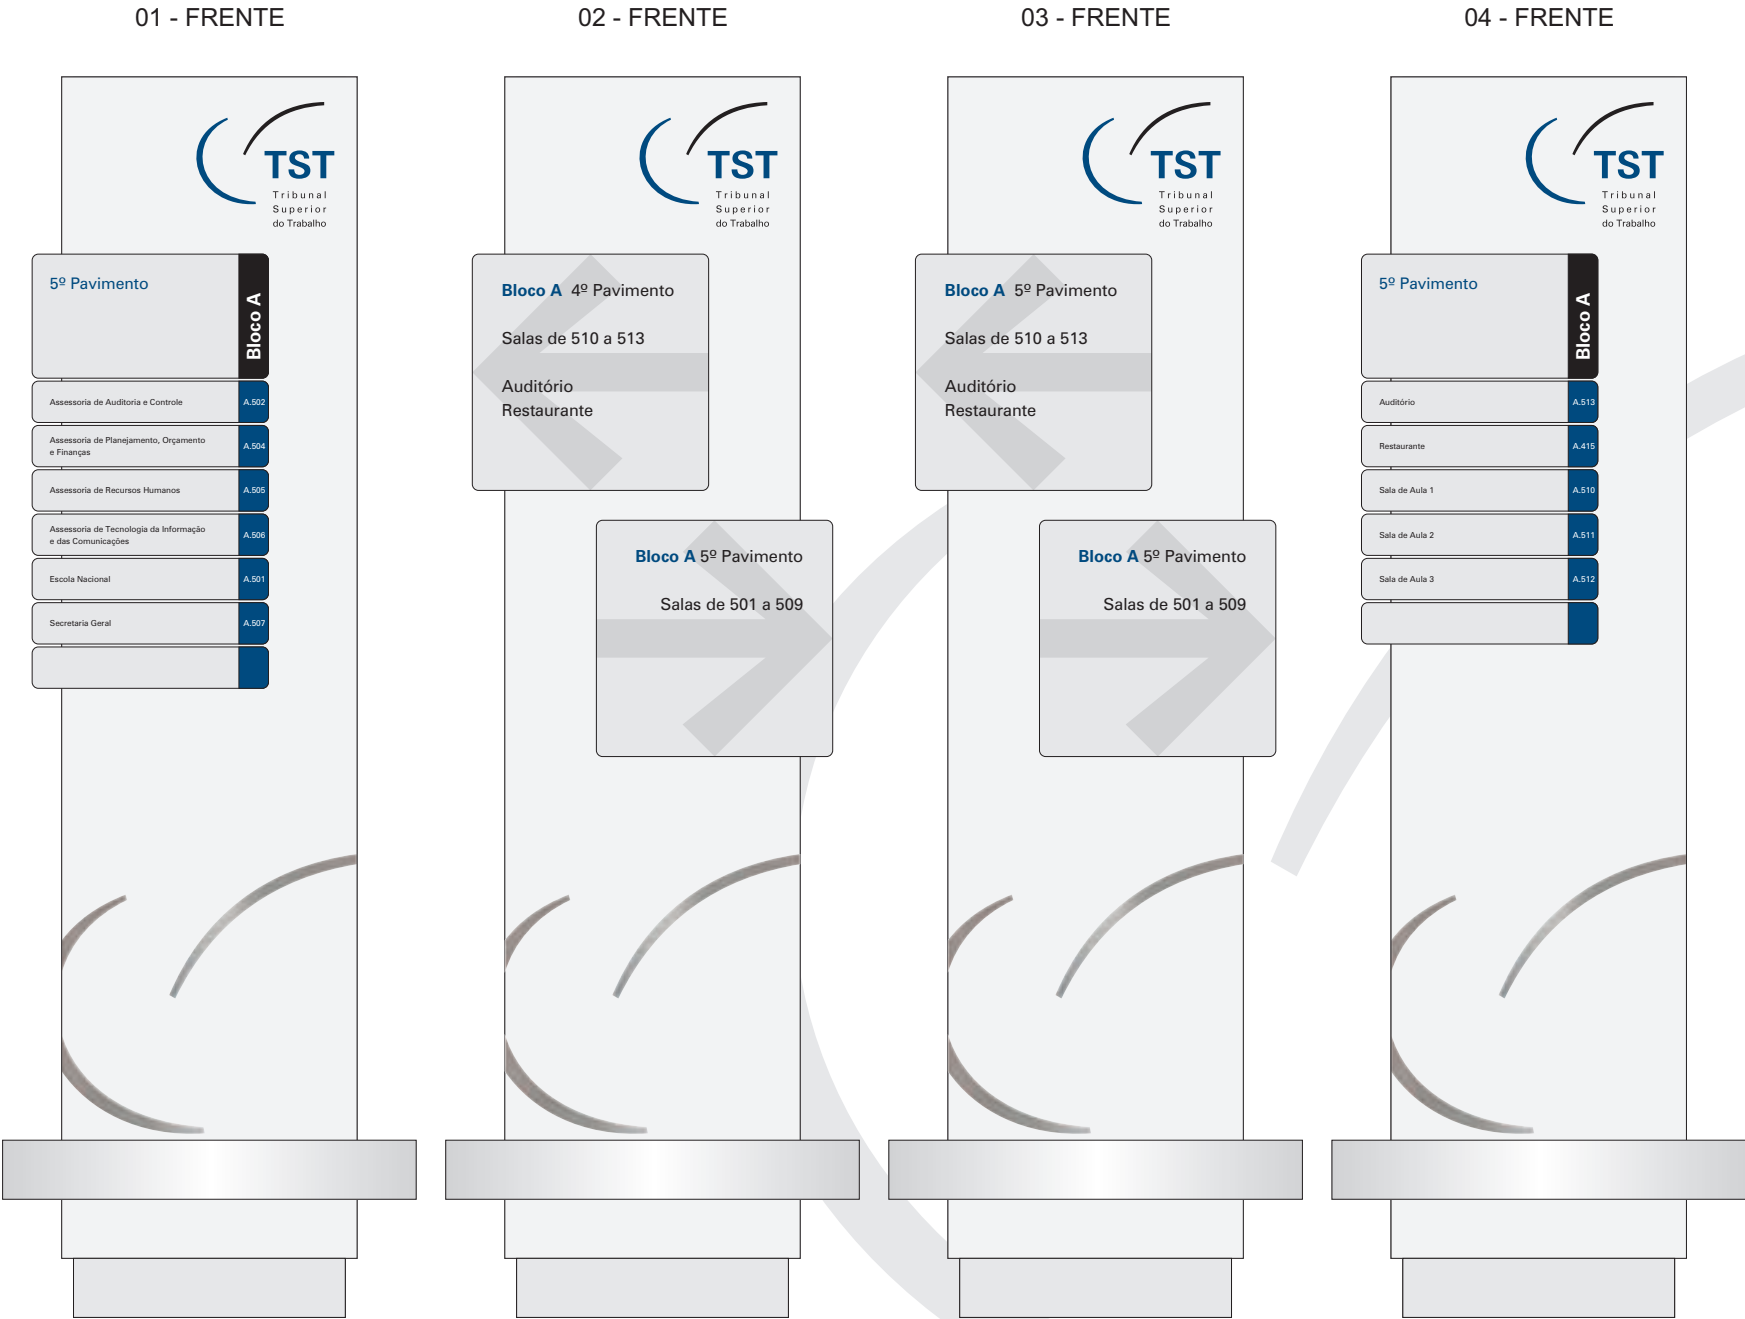 01 - FRENTE
TST
Tribunal
Superior
do Trabalho
5º Pavimento
Bloco A
Assessoria de Auditoria e Controle A.502
Assessoria de Planejamento, Orçamento
e Finanças A.504
Assessoria de Recursos Humanos A.505
Assessoria de Tecnologia da Informação
e das Comunicações A.506
Escola Nacional A.501
Secretaria Geral A.507
02 - FRENTE
TST
Tribunal
Superior
do Trabalho
Bloco A 4º Pavimento
Salas de 510 a 513
Auditório
Restaurante
Bloco A 5º Pavimento
Salas de 501 a 509
03 - FRENTE
TST
Tribunal
Superior
do Trabalho
Bloco A 5º Pavimento
Salas de 510 a 513
Auditório
Restaurante
Bloco A 5º Pavimento
Salas de 501 a 509
04 - FRENTE
TST
Tribunal
Superior
do Trabalho
5º Pavimento
Bloco A
Auditório A.513
Restaurante A.415
Sala de Aula 1 A.510
Sala de Aula 2 A.511
Sala de Aula 3 A.512